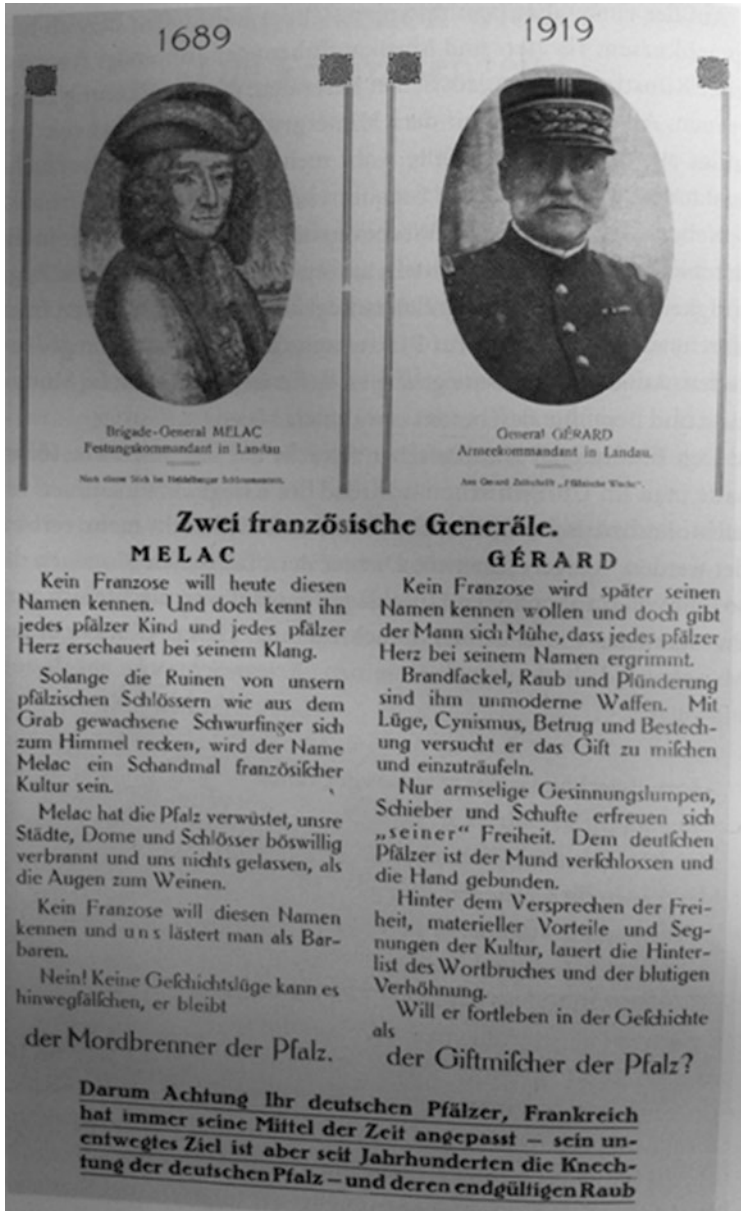 1689
1919
Brigade-General MELAC
Festungskommandant in Landau
Nach einem Stich im Heidelberger Schlossmuseum.
General GÉRARD
Armeekommandant in Landau.
Aus Gerard Zeitschrift „Pfälzische Woche“.
Zwei franzöſische Generäle.
MELAC
Kein Franzose will heute diesen
Namen kennen. Und doch kennt ihn
jedes pfälzer Kind und jedes pfälzer
Herz erschauert bei seinem Klang.
Solange die Ruinen von unsern
pfälzischen Schlössern wie aus dem
Grab gewachsene Schwurfinger sich
zum Himmel recken, wird der Name
Melac ein Schandmal franzöſiſcher
Kultur sein.
Melac hat die Pfalz verwüstet, unsre
Städte, Dome und Schlösser böswillig
verbrannt und uns nichts gelassen, als
die Augen zum Weinen.
Kein Franzose will diesen Namen
kennen und uns lästert man als Bar-
baren.
Nein! Keine Geſchichtslüge kann es
hinwegfälſchen, er bleibt
der Mordbrenner der Pfalz.
GÉRARD
Kein Franzose wird später seinen
Namen kennen wollen und doch gibt
der Mann sich Mühe, dass jedes pfälzer
Herz bei seinem Namen ergrimmt.
Brandfackel, Raub und Plünderung
sind ihm unmoderne Waffen. Mit
Lüge, Cynismus, Betrug und Bestech-
ung versucht er das Gift zu miſchen
und einzuträufeln.
Nur armselige Gesinnungslumpen,
Schieber und Schufte erfreuen sich
„seiner“ Freiheit. Dem deutſchen
Pfälzer ist der Mund verſchlossen und
die Hand gebunden.
Hinter dem Versprechen der Frei-
heit, materieller Vorteile und Seg-
nungen der Kultur, lauert die Hinter-
list des Wortbruches und der blutigen
Verhöhnung.
Will er fortleben in der Geſchichte
als
der Giftmiſcher der Pfalz?
Darum Achtung Ihr deutschen Pfälzer, Frankreich
hat immer seine Mittel der Zeit angepasst – sein un-
entwegtes Ziel ist aber seit Jahrhunderten die Knech-
tung der deutschen Pfalz – und deren endgültigen Raub